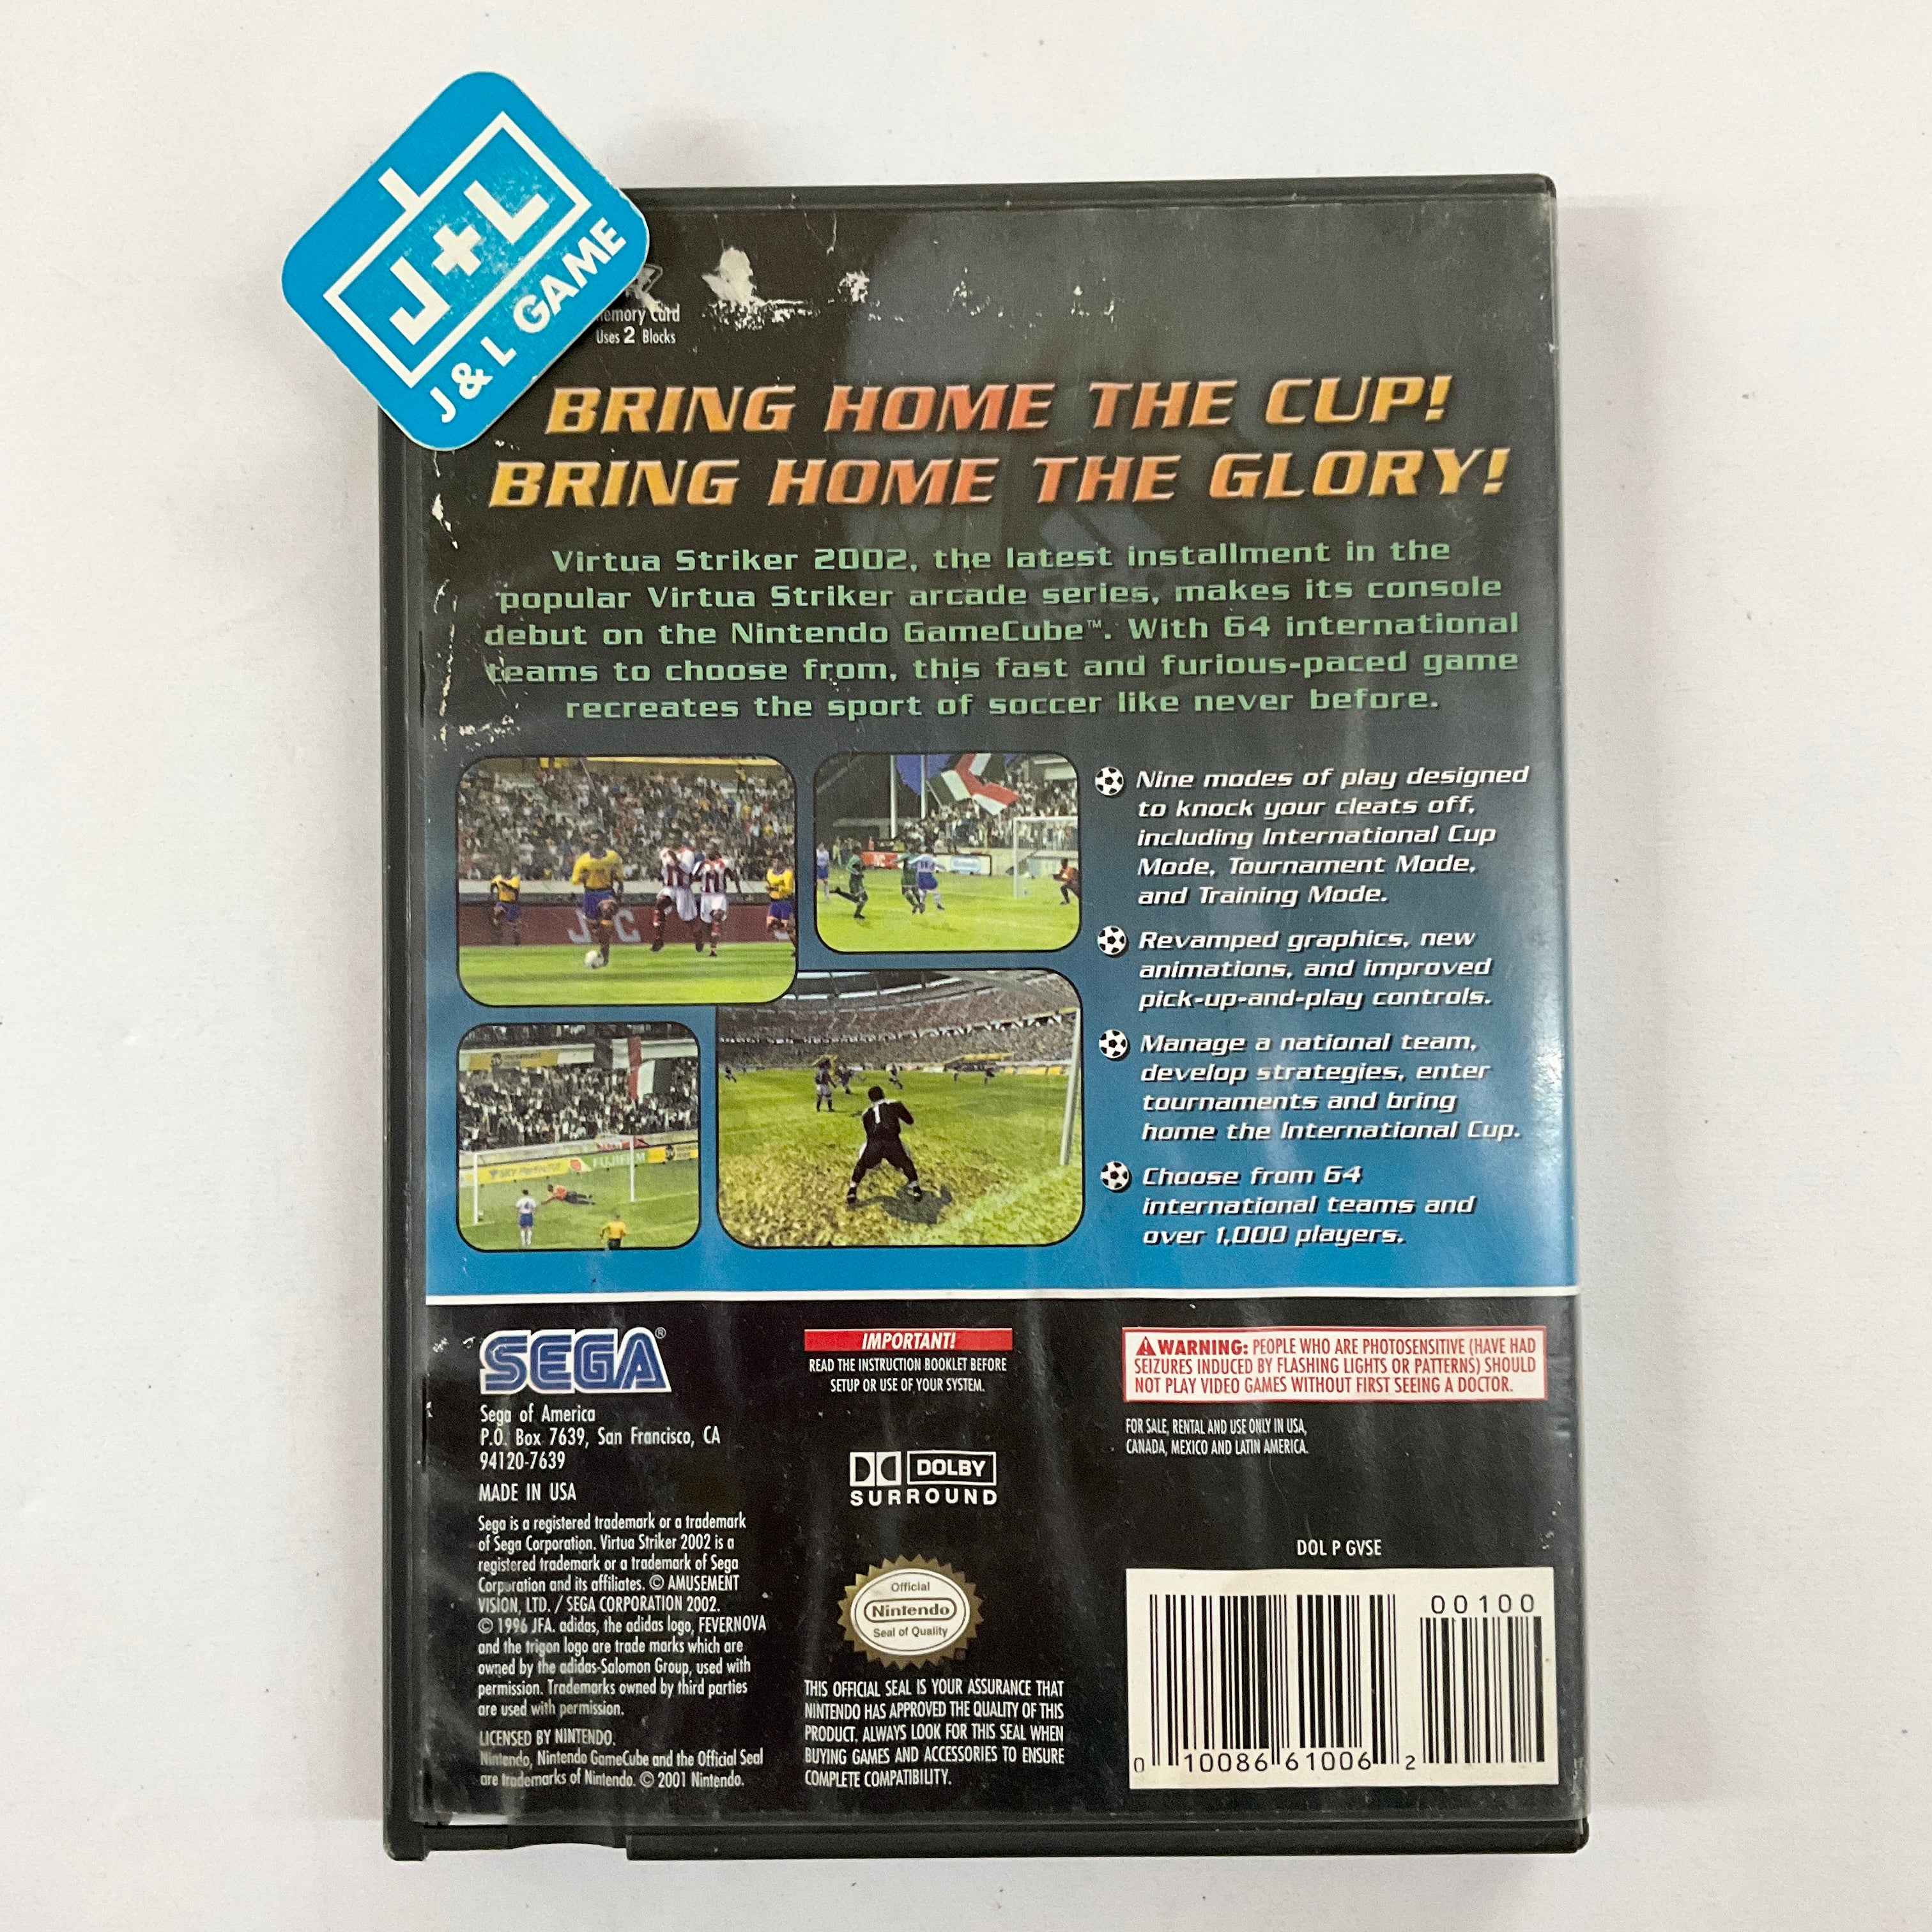 J+L
J & L GAME
Memory Card
Uses 2 Blocks
BRING HOME THE CUP!
BRING HOME THE GLORY!
Virtua Striker 2002, the latest installment in the
popular Virtua Striker arcade series, makes its console
debut on the Nintendo GameCube™. With 64 international
teams to choose from, this fast and furious-paced game
recreates the sport of soccer like never before.
Nine modes of play designed
to knock your cleats off,
including International Cup
Mode, Tournament Mode,
and Training Mode.
Revamped graphics, new
animations, and improved
pick-up-and-play controls.
Manage a national team,
develop strategies, enter
tournaments and bring
home the International Cup.
Choose from 64
international teams and
over 1,000 players.
FUJIFILM
1
SEGA®
Sega of America
P.O. Box 7639, San Francisco, CA
94120-7639
MADE IN USA
Sega is a registered trademark or a trademark
of Sega Corporation. Virtua Striker 2002 is a
registered trademark or a trademark of Sega
Corporation and its affiliates. © AMUSEMENT
VISION, LTD. / SEGA CORPORATION 2002.
© 1996 JFA. adidas, the adidas logo, FEVERNOVA
and the trigon logo are trade marks which are
owned by the adidas-Salomon Group, used with
permission. Trademarks owned by third parties
are used with permission.
LICENSED BY NINTENDO.
Nintendo, Nintendo GameCube and the Official Seal
are trademarks of Nintendo. © 2001 Nintendo.
IMPORTANT!
READ THE INSTRUCTION BOOKLET BEFORE
SETUP OR USE OF YOUR SYSTEM.
DOLBY
SURROUND
Official
Nintendo
Seal of Quality
THIS OFFICIAL SEAL IS YOUR ASSURANCE THAT
NINTENDO HAS APPROVED THE QUALITY OF THIS
PRODUCT. ALWAYS LOOK FOR THIS SEAL WHEN
BUYING GAMES AND ACCESSORIES TO ENSURE
COMPLETE COMPATIBILITY.
WARNING: PEOPLE WHO ARE PHOTOSENSITIVE (HAVE HAD
SEIZURES INDUCED BY FLASHING LIGHTS OR PATTERNS) SHOULD
NOT PLAY VIDEO GAMES WITHOUT FIRST SEEING A DOCTOR.
FOR SALE, RENTAL AND USE ONLY IN USA,
CANADA, MEXICO AND LATIN AMERICA.
DOL P GVSE
00100
0 10086 61006 2